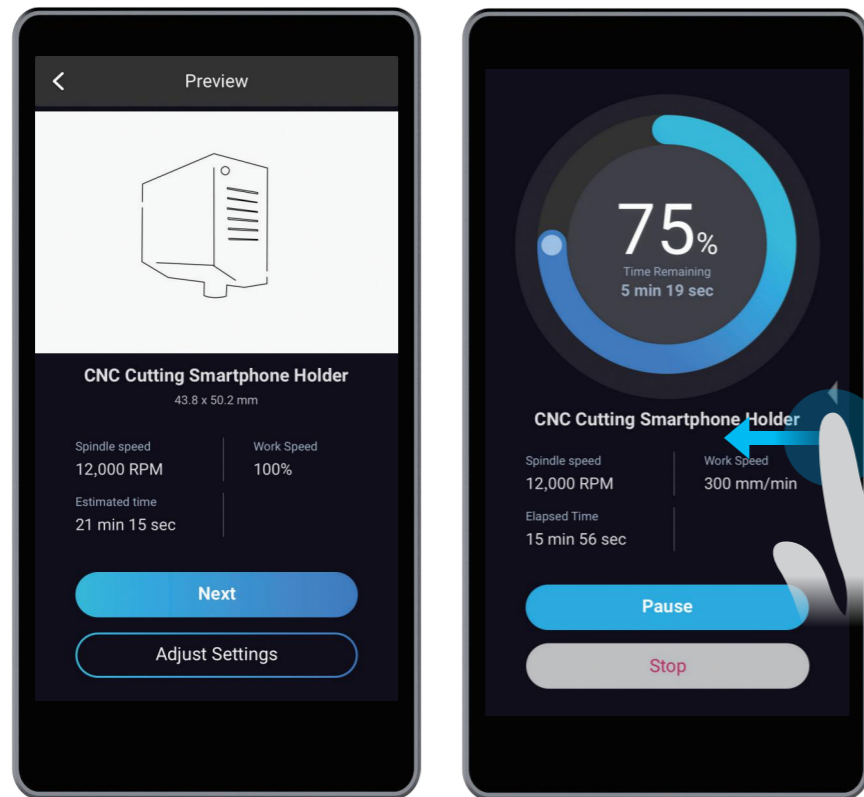 Preview
CNC Cutting Smartphone Holder
43.8 x 50.2 mm
Spindle speed
12,000 RPM
Work Speed
100%
Estimated time
21 min 15 sec
Next
Adjust Settings
75%
Time Remaining
5 min 19 sec
CNC Cutting Smartphone Holder
Spindle speed
12,000 RPM
Work Speed
300 mm/min
Elapsed Time
15 min 56 sec
Pause
Stop